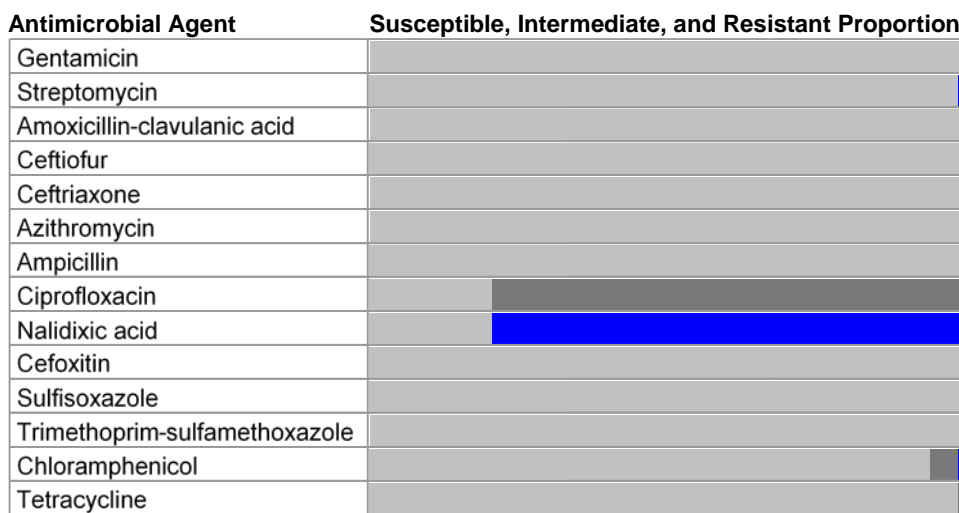 Antimicrobial Agent Susceptible, Intermediate, and Resistant Proportion
Gentamicin
Streptomycin
Amoxicillin-clavulanic acid
Ceftiofur
Ceftriaxone
Azithromycin
Ampicillin
Ciprofloxacin
Nalidixic acid
Cefoxitin
Sulfisoxazole
Trimethoprim-sulfamethoxazole
Chloramphenicol
Tetracycline